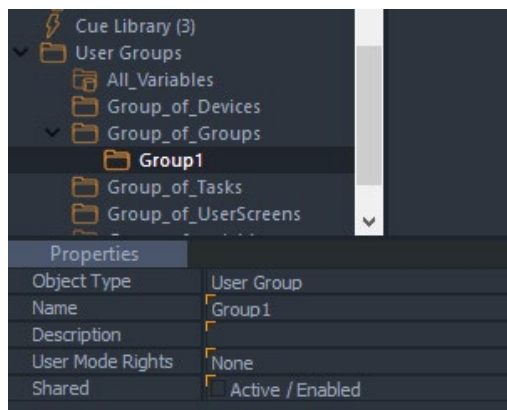 Cue Library (3)
User Groups
All_Variables
Group_of_Devices
Group_of_Groups
Group1
Group_of_Tasks
Group_of_UserScreens
Properties
Object Type User Group
Name Group1
Description
User Mode Rights None
Shared Active / Enabled